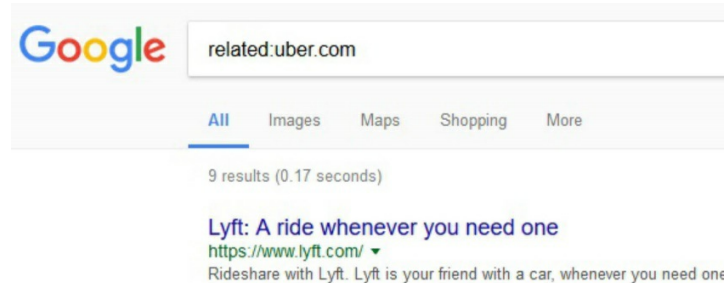 Google related:uber.com
All Images Maps Shopping More
9 results (0.17 seconds)
Lyft: A ride whenever you need one
https://www.lyft.com/
Rideshare with Lyft. Lyft is your friend with a car, whenever you need one